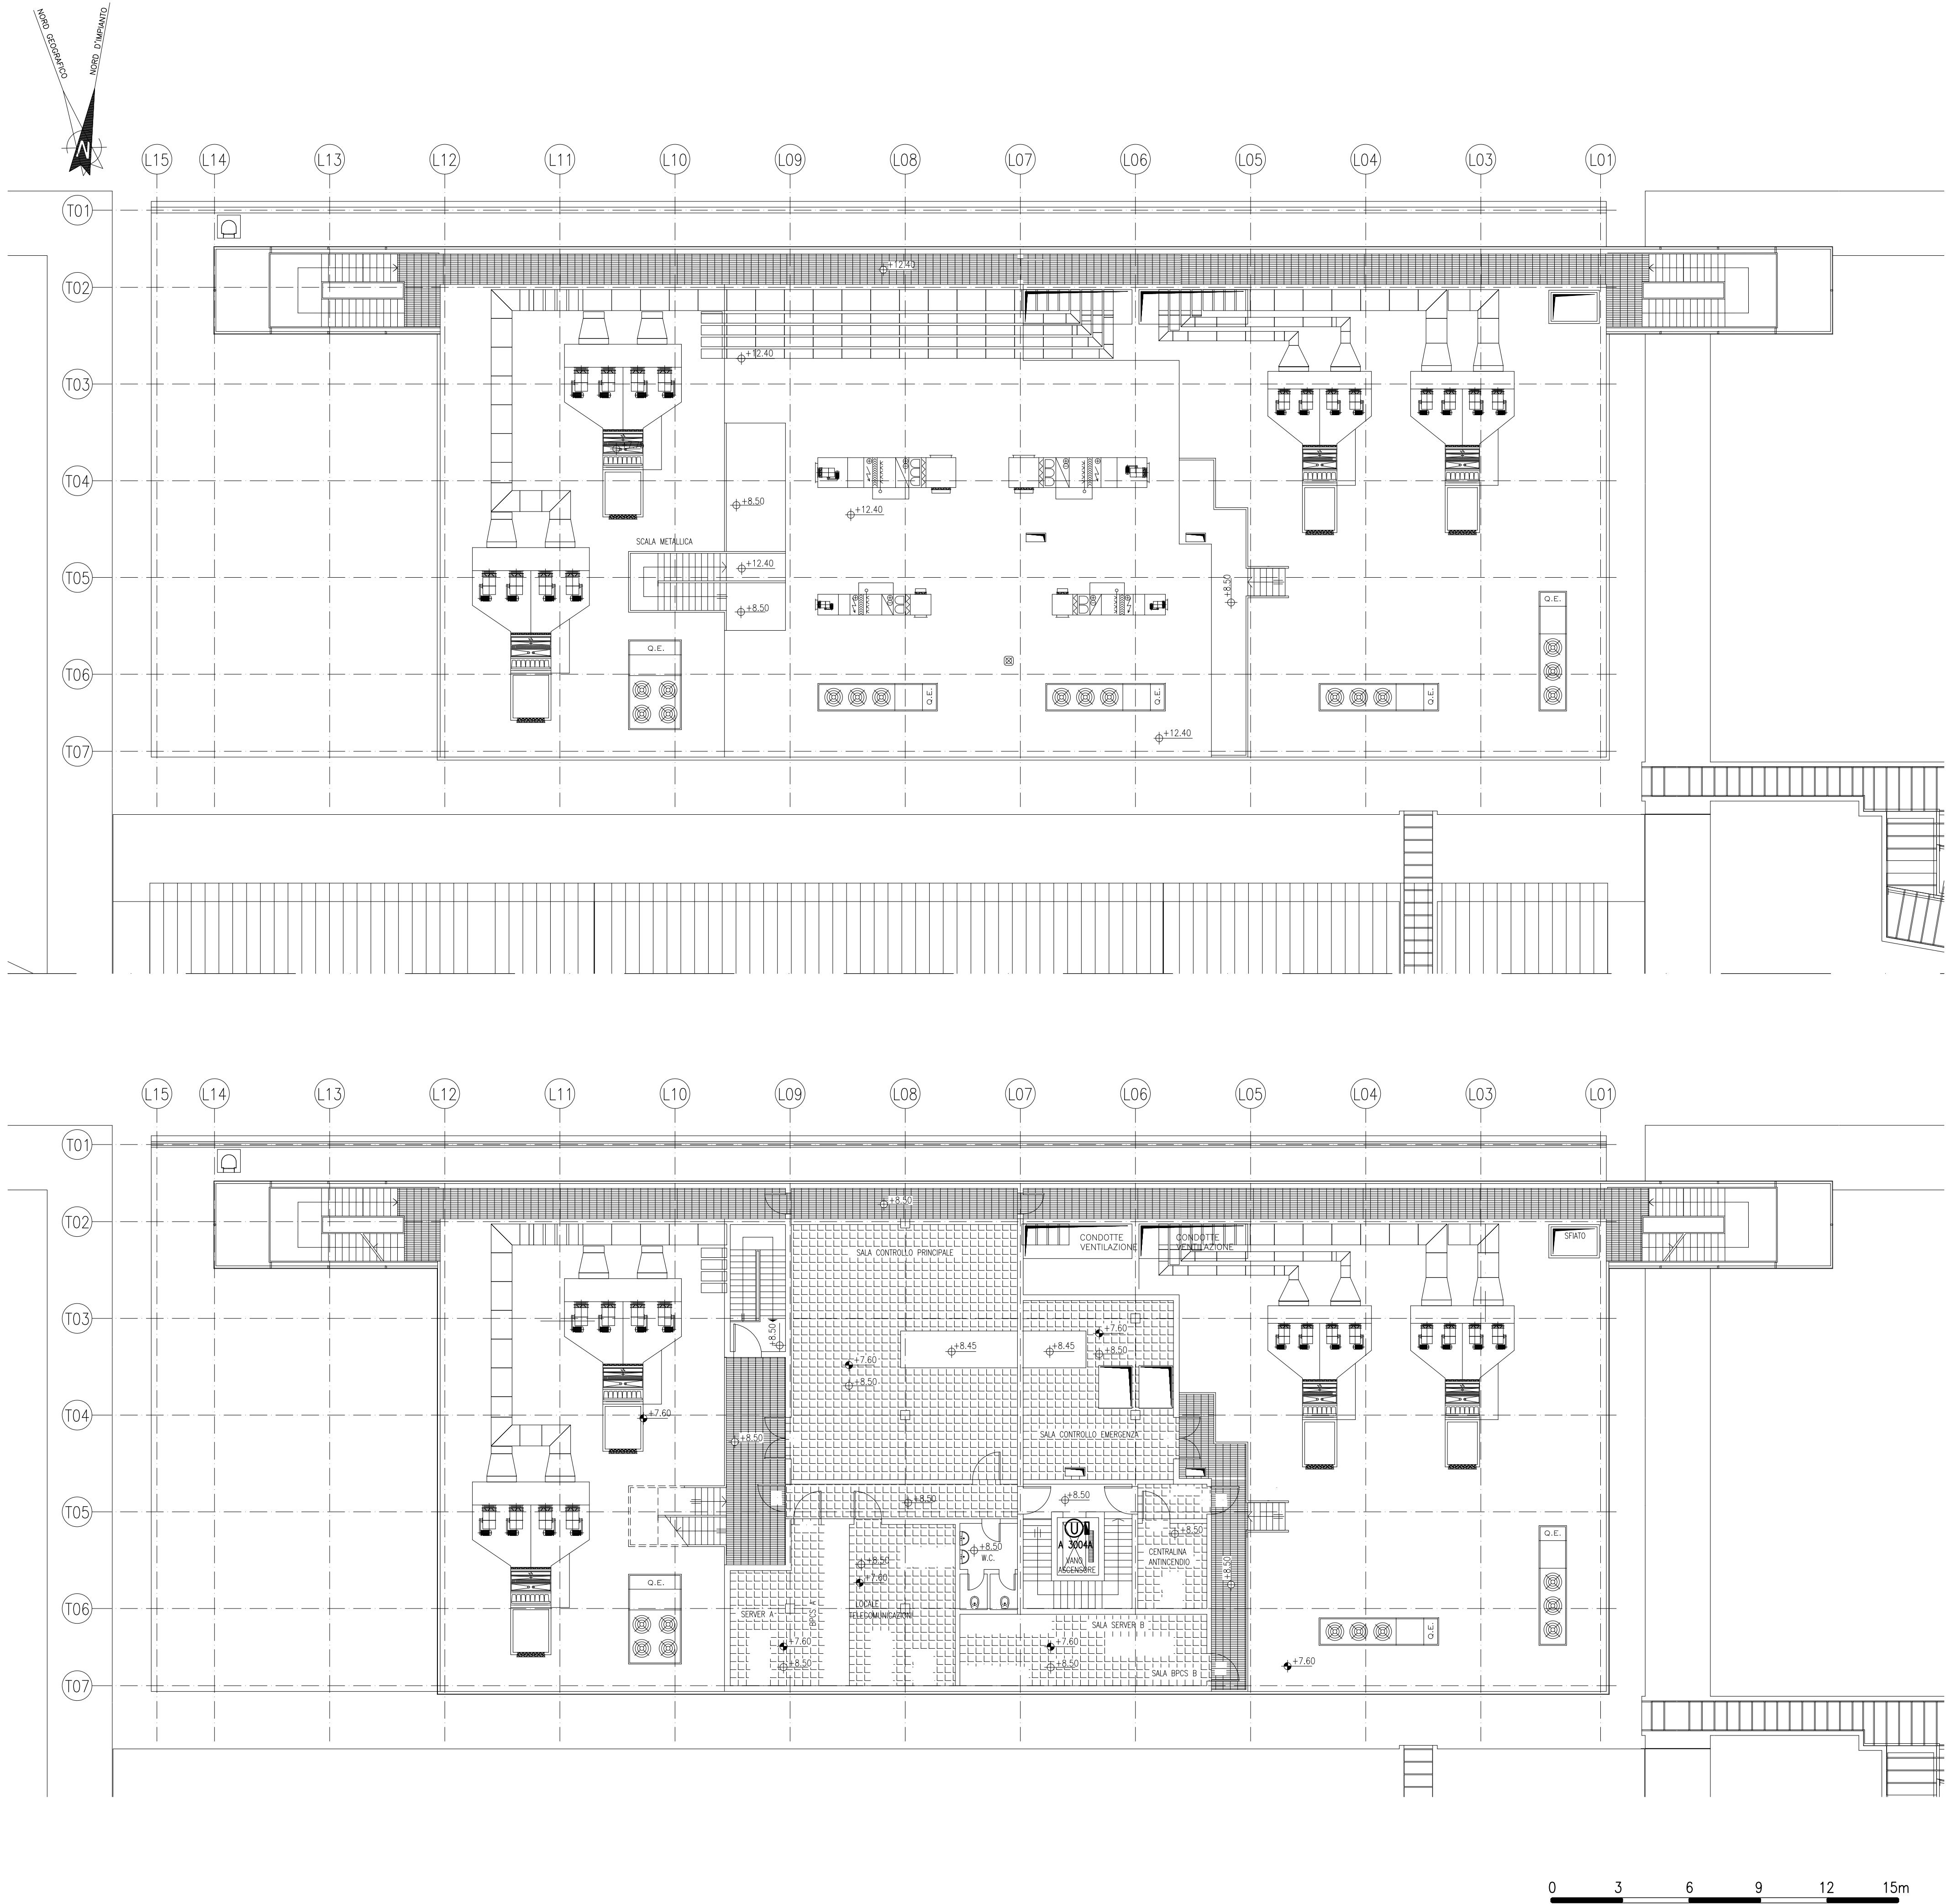 NORD GEOGRAFICO
NORD D'IMPIANTO
N
L15 L14 L13 L12 L11 L10 L09 L08 L07 L06 L05 L04 L03 L01
T01
+12.40
T02
+12.40
T03
T04
+8.50
+12.40
SCALA METALLICA
+12.40
T05
+8.50
+8.50
Q.E.
Q.E.
T06
Q.E.
Q.E.
Q.E.
+12.40
T07
L15 L14 L13 L12 L11 L10 L09 L08 L07 L06 L05 L04 L03 L01
T01
+8.50
T02
SALA CONTROLLO PRINCIPALE
CONDOTTE
VENTILAZIONE
CONDOTTE
VENTILAZIONE
SFIATO
T03
+8.50
+7.60
+8.45
+8.45
+8.50
+7.60
+8.50
T04
+7.60
+8.50
SALA CONTROLLO EMERGENZA
+8.50
+8.50
T05
U
A 3004A
VANO
ASCENSORE
+8.50
Q.E.
+8.50
W.C.
CENTRALINA
ANTINCENDIO
+8.50
+7.60
+8.50
Q.E.
T06
SERVER A
BPCS A
LOCALE
TELECOMUNICAZIONI
SALA SERVER B
Q.E.
+7.60
+8.50
+7.60
+8.50
SALA BPCS B
+7.60
T07
0 3 6 9 12 15m